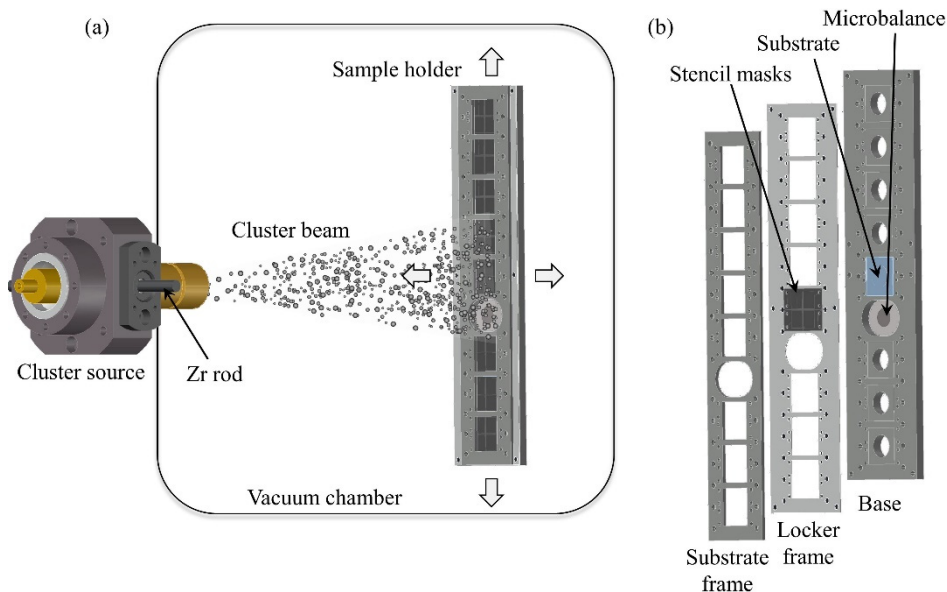 (a)
Sample holder
Cluster beam
Cluster source
Zr rod
Vacuum chamber
(b)
Microbalance
Substrate
Stencil masks
Substrate
frame
Locker
frame
Base